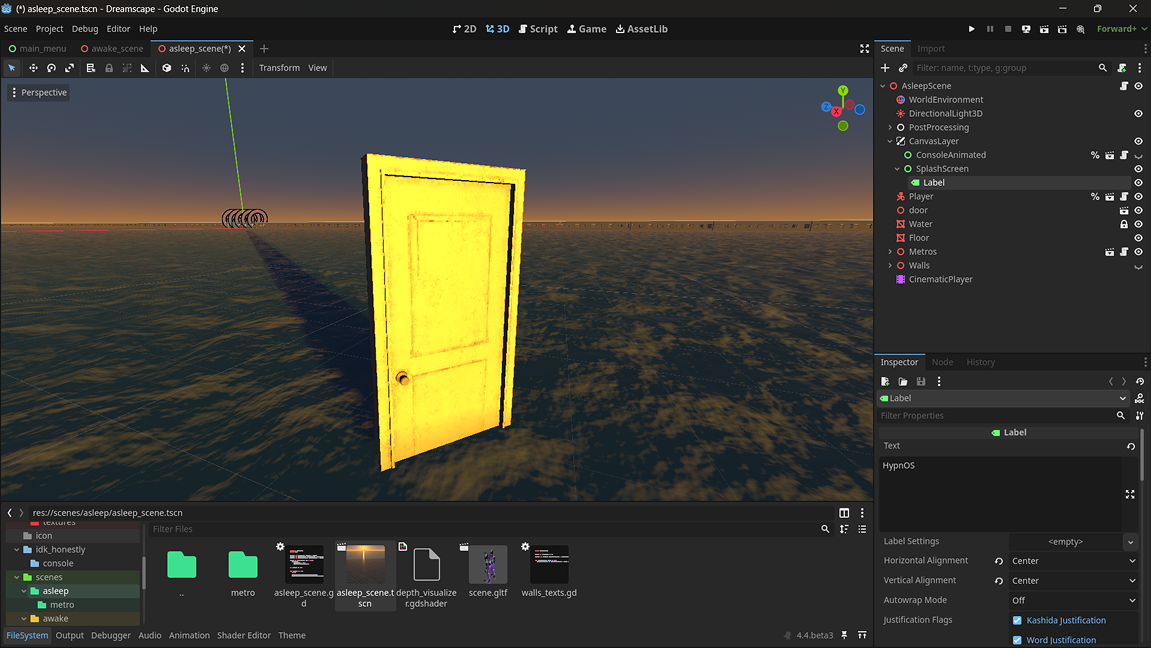 (*) asleep_scene.tscn - Dreamscape - Godot Engine
Scene Project Debug Editor Help
2D 3D Script Game AssetLib
Forward+
main_menu awake_scene asleep_scene(*)
Transform View
Perspective
Y
Z
X
res://scenes/asleep/asleep_scene.tscn
Filter Files
textures
icon
idk_honestly
console
scenes
asleep
metro
awake
..
metro
asleep_scene.g
d
asleep_scene.t
scn
depth_visualize
r.gdshader
scene.gltf
walls_texts.gd
FileSystem Output Debugger Audio Animation Shader Editor Theme
4.4.beta3
Scene Import
Filter: name, t:type, g:group
AsleepScene
WorldEnvironment
DirectionalLight3D
PostProcessing
CanvasLayer
ConsoleAnimated %
SplashScreen
Label
Player %
door
Water
Floor
Metros
Walls
CinematicPlayer
Inspector Node History
Label
Filter Properties
Label
Text
HypnOS
Label Settings <empty>
Horizontal Alignment Center
Vertical Alignment Center
Autowrap Mode Off
Justification Flags Kashida Justification
Word Justification